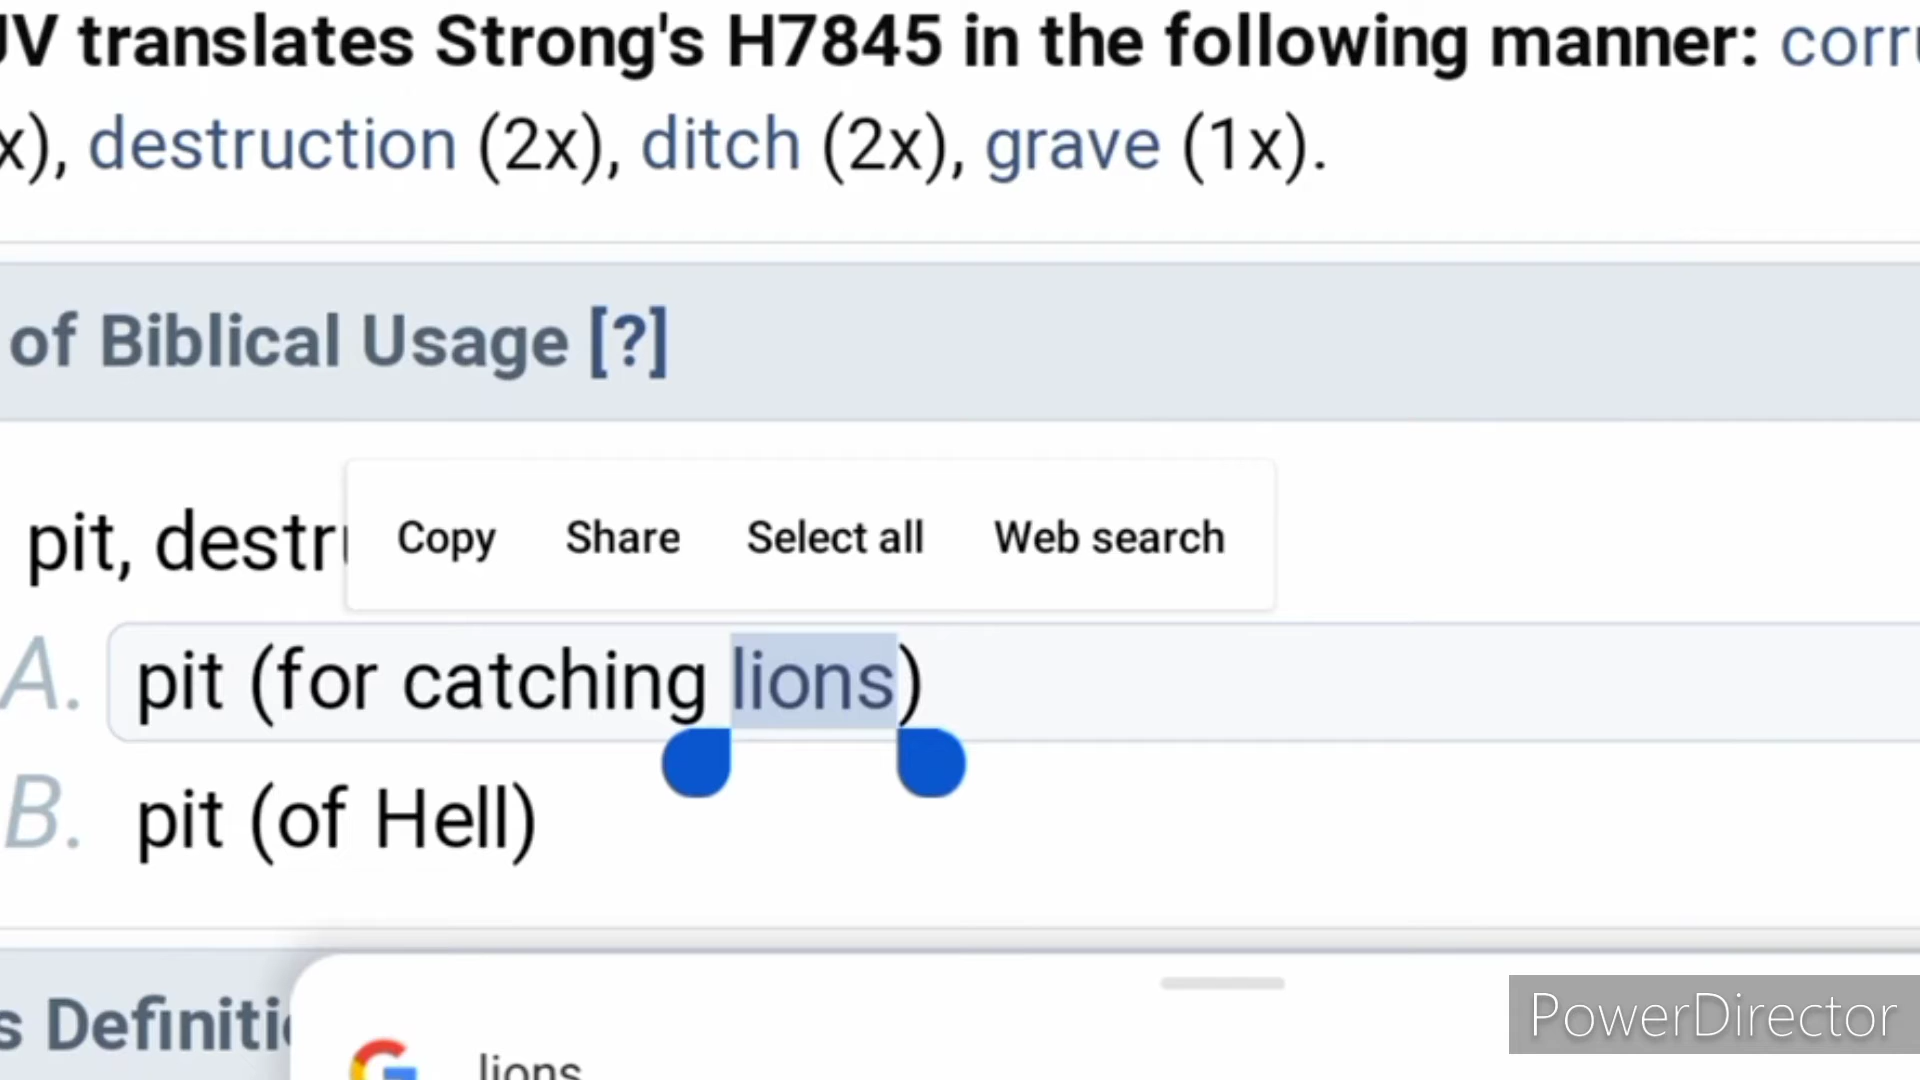 JV translates Strong's H7845 in the following manner: corr
x), destruction (2x), ditch (2x), grave (1x).
of Biblical Usage [?]
pit, destr
Copy Share Select all Web search
A. pit (for catching lions)
B. pit (of Hell)
s Definiti
lions
PowerDirector